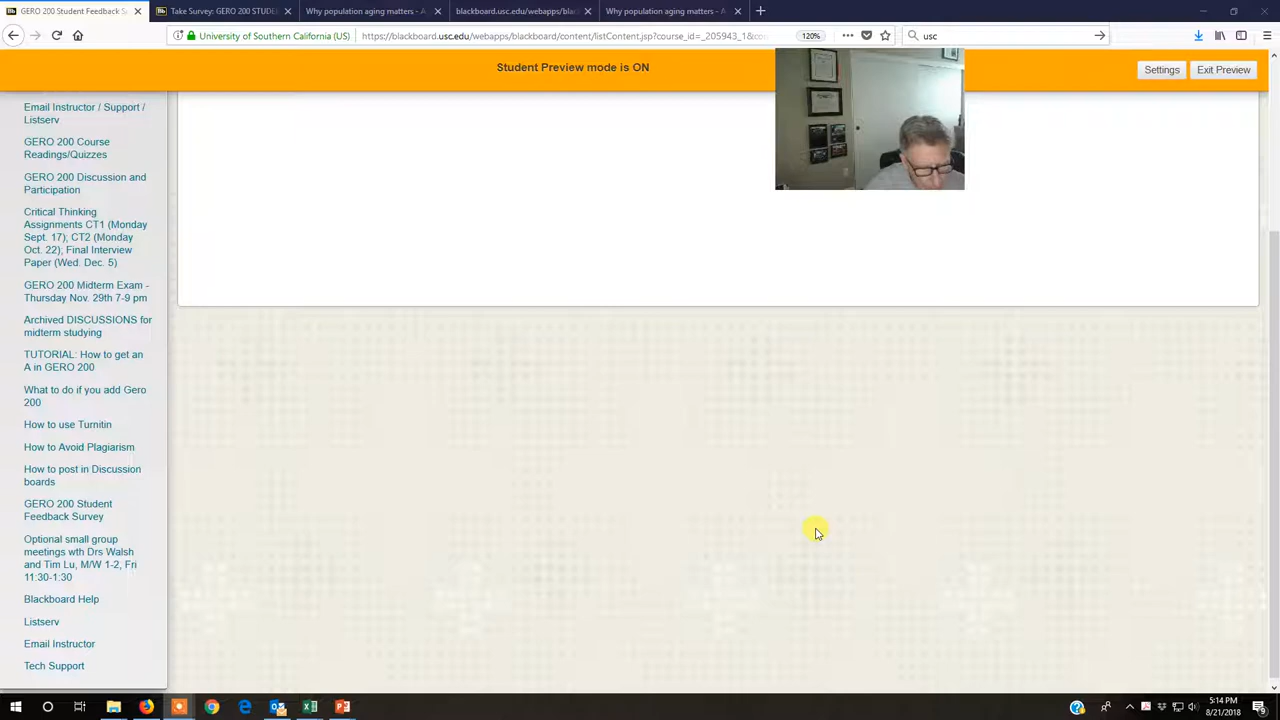 GERO 200 Student Feedback S
Take Survey: GERO 200 STUDE
Why population aging matters - A
blackboard.usc.edu/webapps/blac
Why population aging matters - A
University of Southern California (US)
https://blackboard.usc.edu/webapps/blackboard/content/listContent.jsp?course_id=_205943_1&co
120%
usc
Student Preview mode is ON
Settings
Exit Preview
Email Instructor / Support /
Listserv
GERO 200 Course
Readings/Quizzes
GERO 200 Discussion and
Participation
Critical Thinking
Assignments CT1 (Monday
Sept. 17); CT2 (Monday
Oct. 22); Final Interview
Paper (Wed. Dec. 5)
GERO 200 Midterm Exam -
Thursday Nov. 29th 7-9 pm
Archived DISCUSSIONS for
midterm studying
TUTORIAL: How to get an
A in GERO 200
What to do if you add Gero
200
How to use Turnitin
How to Avoid Plagiarism
How to post in Discussion
boards
GERO 200 Student
Feedback Survey
Optional small group
meetings wth Drs Walsh
and Tim Lu, M/W 1-2, Fri
11:30-1:30
Blackboard Help
Listserv
Email Instructor
Tech Support
5:14 PM
8/21/2018